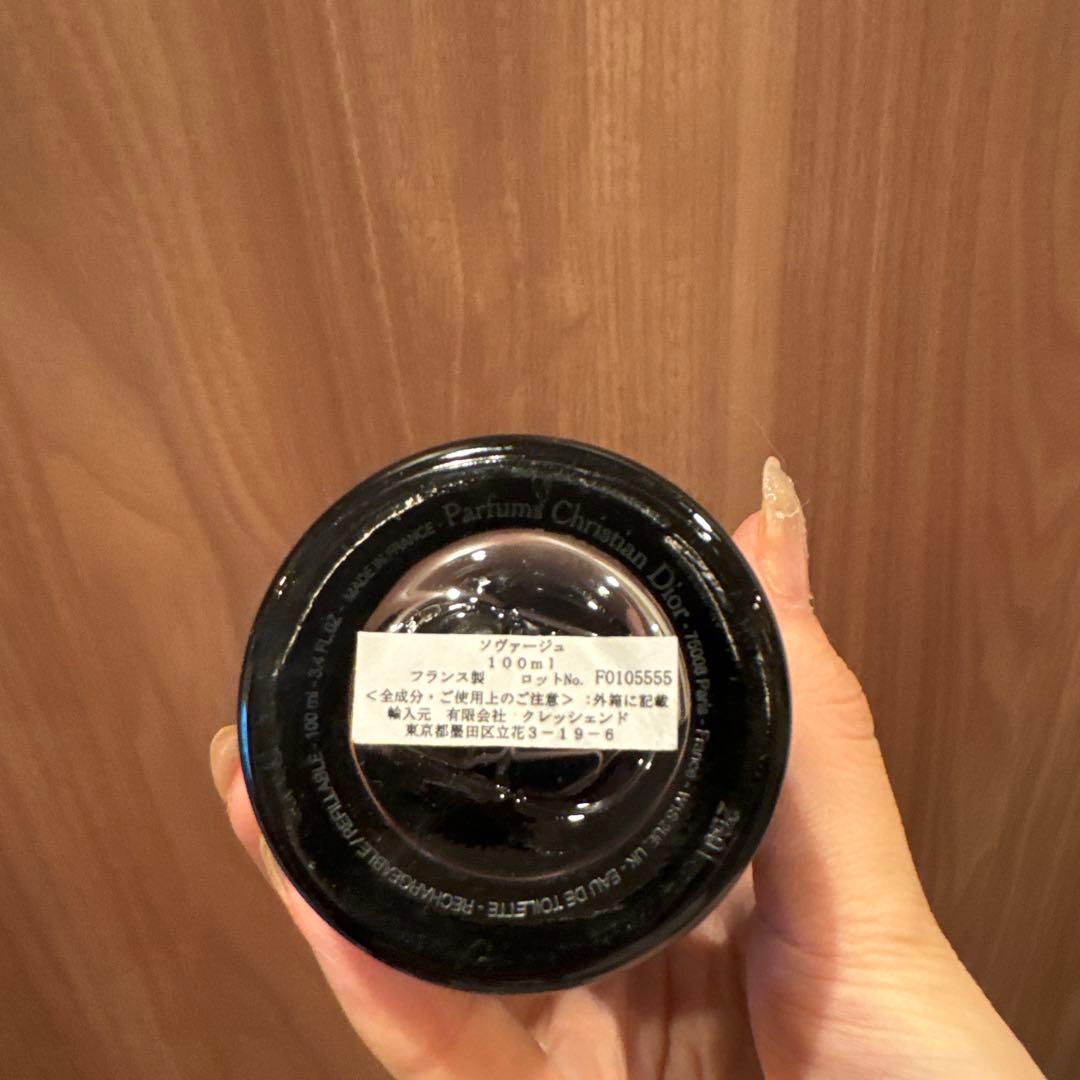 Parfums Christian Dior - 75008 Paris - France - W1S 2UE - UK - EAU DE TOILETTE - RECHARGEABLE / REFILLABLE - 100 ml - 3.4 FL.OZ - MADE IN FRANCE -
ソヴァージュ
100ml
フランス製 ロットNo. F0105555
<全成分・ご使用上のご注意>:外箱に記載
輸入元 有限会社 クレッシェンド
東京都墨田区立花3-19-6